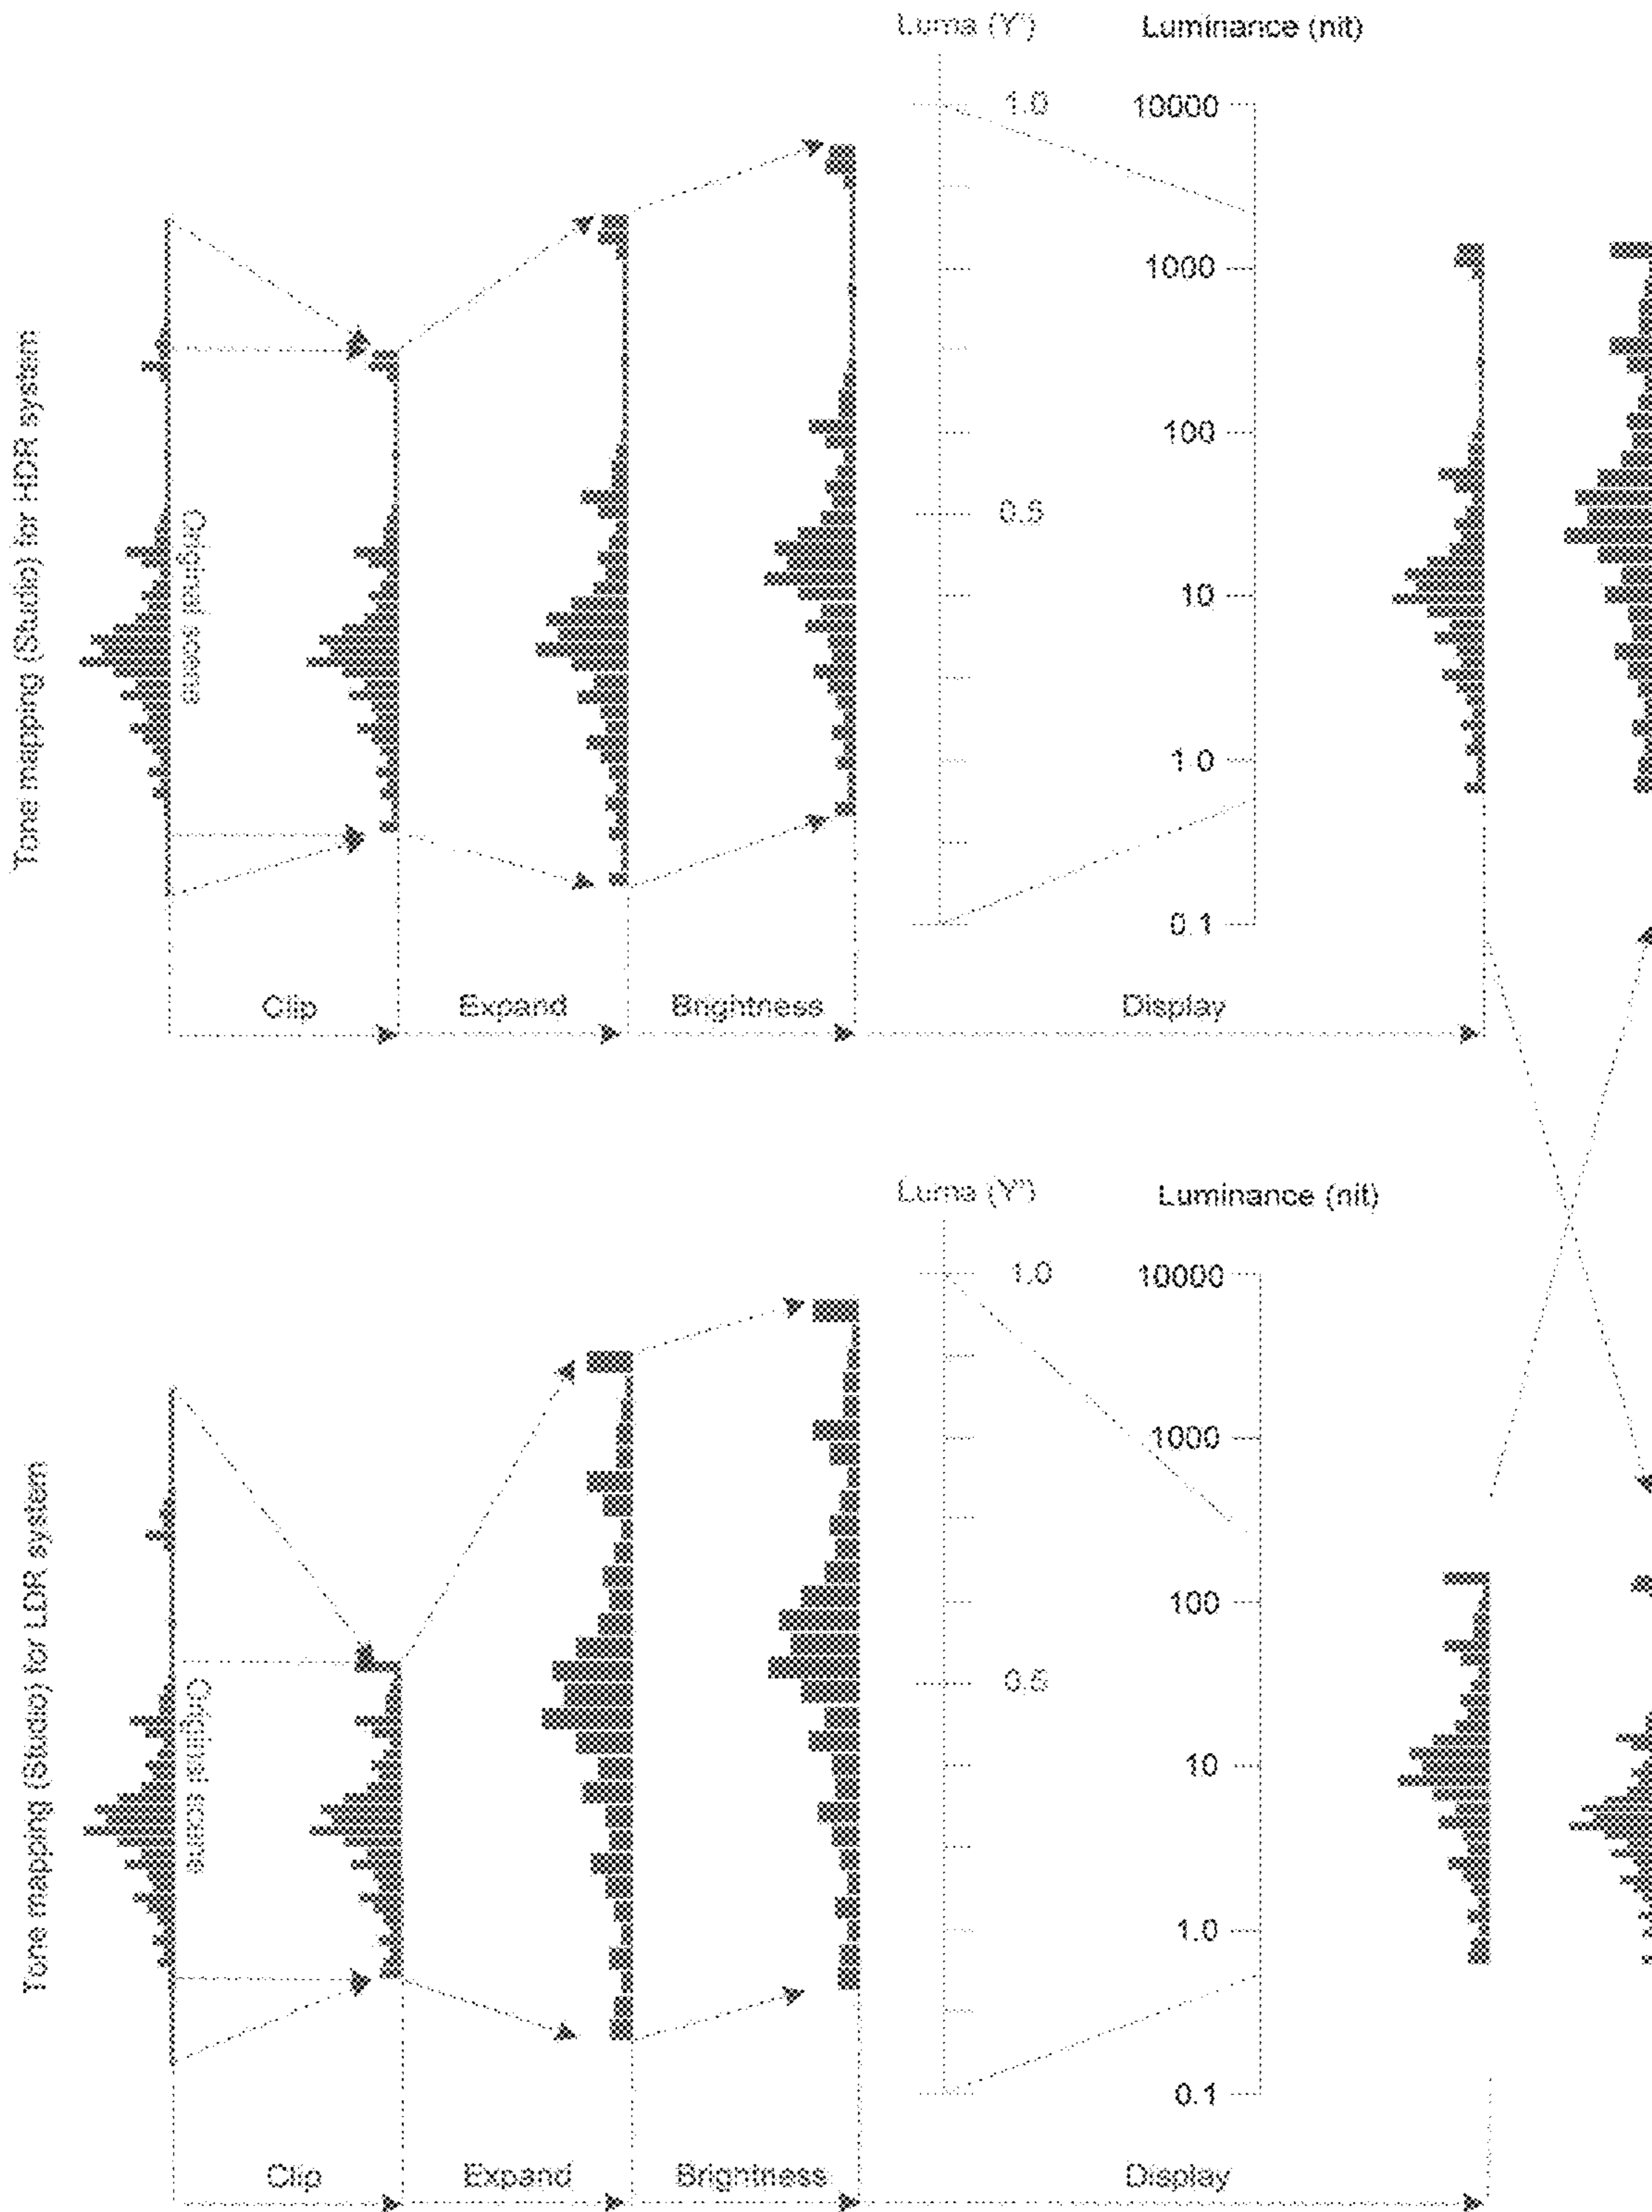 Tone mapping (Studio) for HDR system
Original scene
Luma (Y')
Luminance (nit)
1.0
0.5
10000
1000
100
10
1.0
0.1
Clip
Expand
Brightness
Display
Tone mapping (Studio) for LDR system
Original scene
Luma (Y')
Luminance (nit)
1.0
0.5
10000
1000
100
10
1.0
0.1
Clip
Expand
Brightness
Display